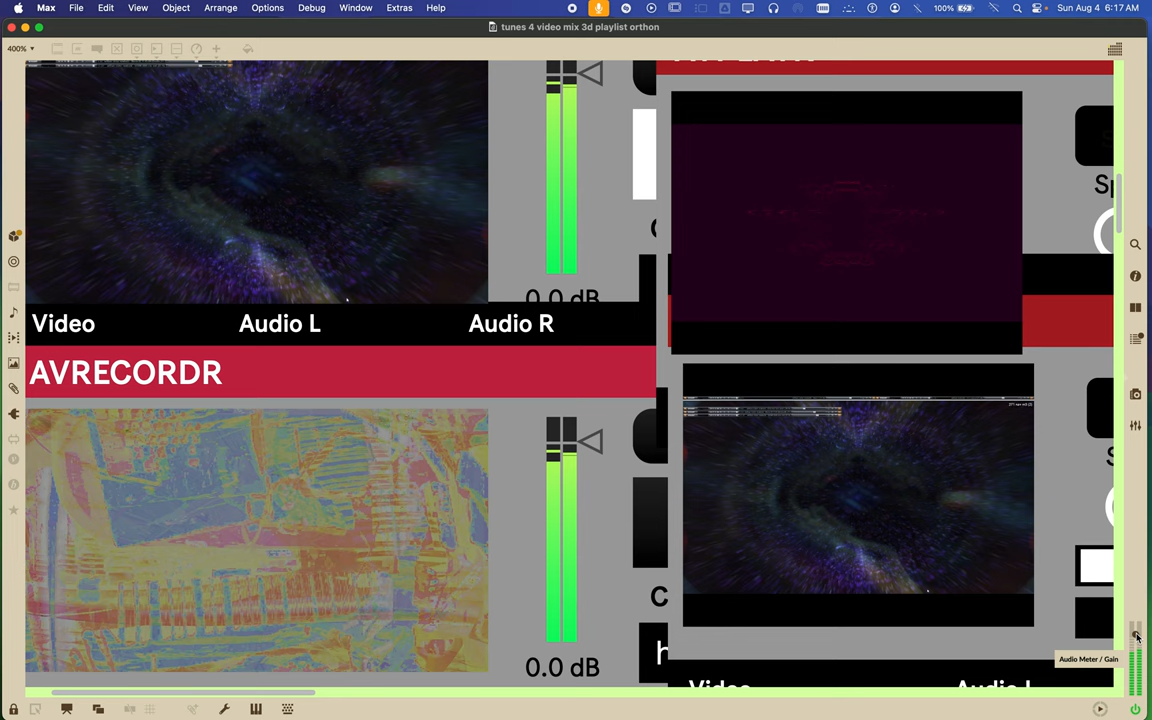 Max File Edit View Object Arrange Options Debug Window Extras Help
100% Sun Aug 4 6:17 AM
tunes 4 video mix 3d playlist orthon
400%
0.0 dB
Video Audio L Audio R
AVRECORDR
0.0 dB
Audio Meter / Gain
Video Audio L